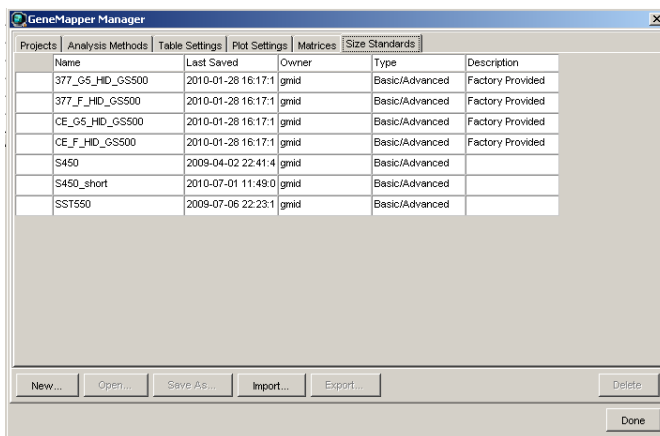 GeneMapper Manager
Projects Analysis Methods Table Settings Plot Settings Matrices Size Standards
Name Last Saved Owner Type Description
377_G5_HID_GS500 2010-01-28 16:17:1 gmid Basic/Advanced Factory Provided
377_F_HID_GS500 2010-01-28 16:17:1 gmid Basic/Advanced Factory Provided
CE_G5_HID_GS500 2010-01-28 16:17:1 gmid Basic/Advanced Factory Provided
CE_F_HID_GS500 2010-01-28 16:17:1 gmid Basic/Advanced Factory Provided
S450 2009-04-02 22:41:4 gmid Basic/Advanced
S450_short 2010-07-01 11:49:0 gmid Basic/Advanced
SST550 2009-07-06 22:23:1 gmid Basic/Advanced
New... Open... Save As... Import... Export... Delete
Done